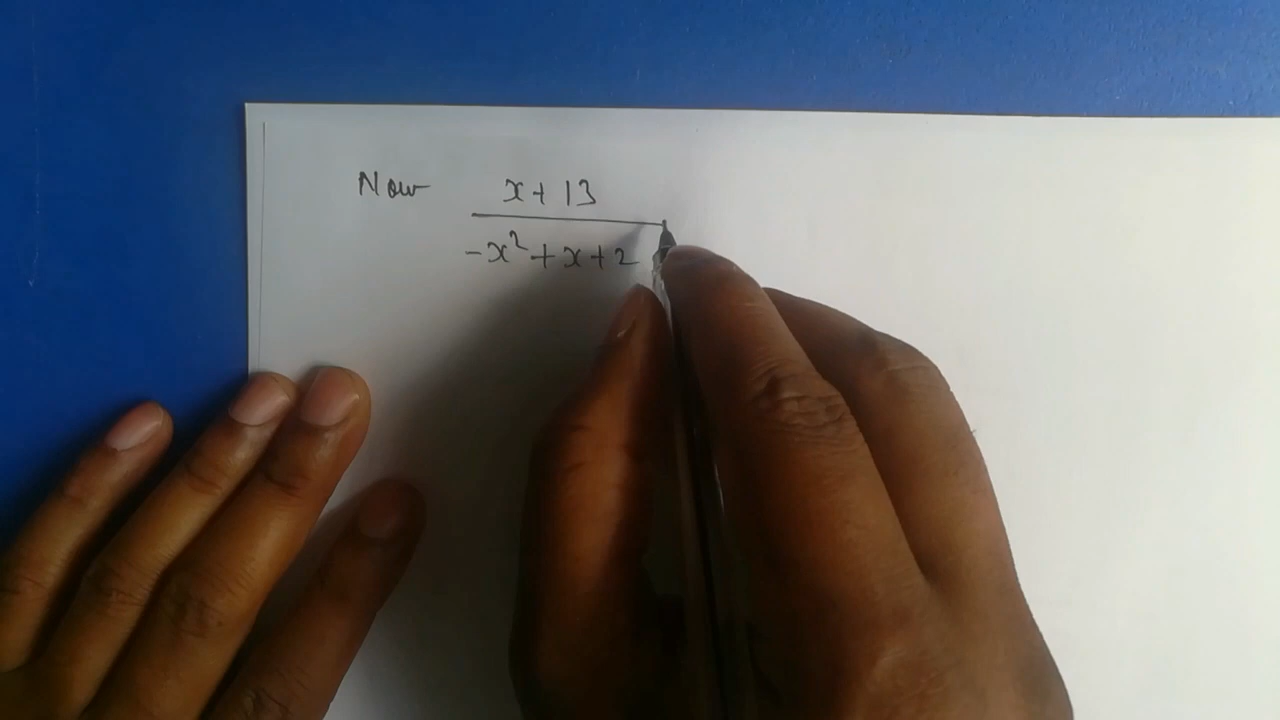 Now x + 13
-x² + x + 2